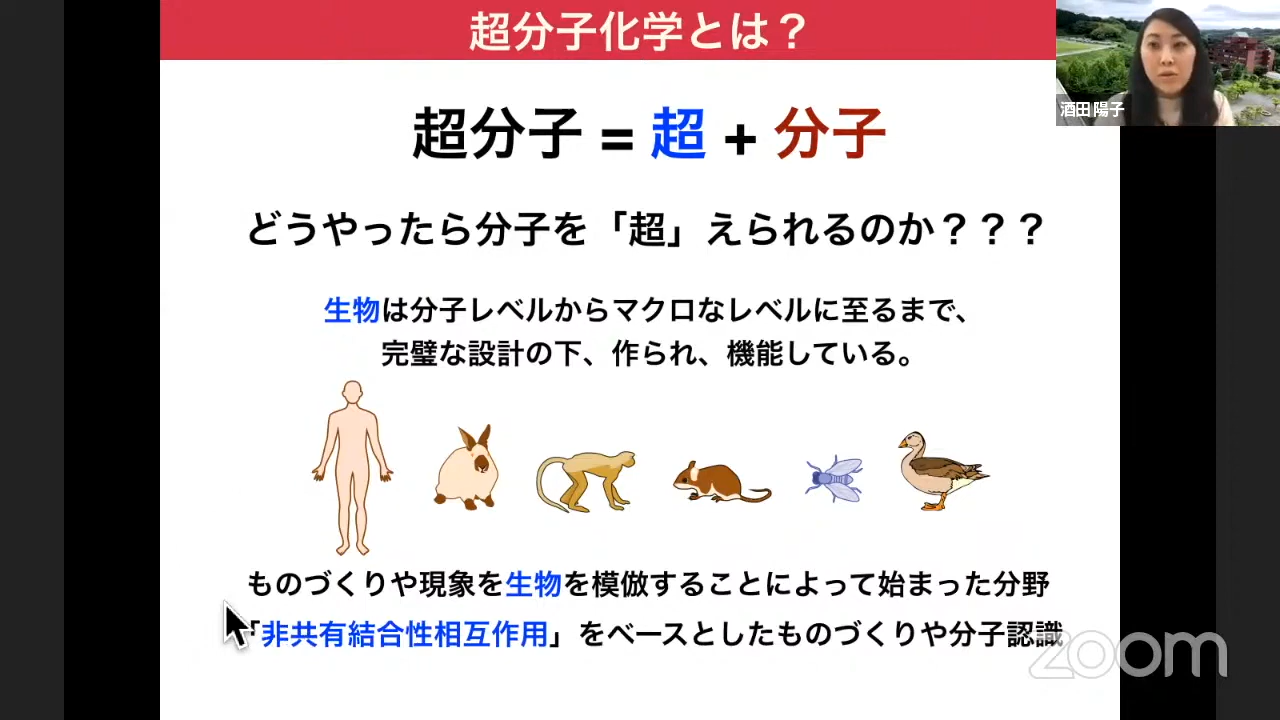 超分子化学とは？
酒田 陽子
超分子 = 超 + 分子
どうやったら分子を「超」えられるのか？？？
生物は分子レベルからマクロなレベルに至るまで、
完璧な設計の下、作られ、機能している。
ものづくりや現象を生物を模倣することによって始まった分野
「非共有結合性相互作用」をベースとしたものづくりや分子認識
zoom